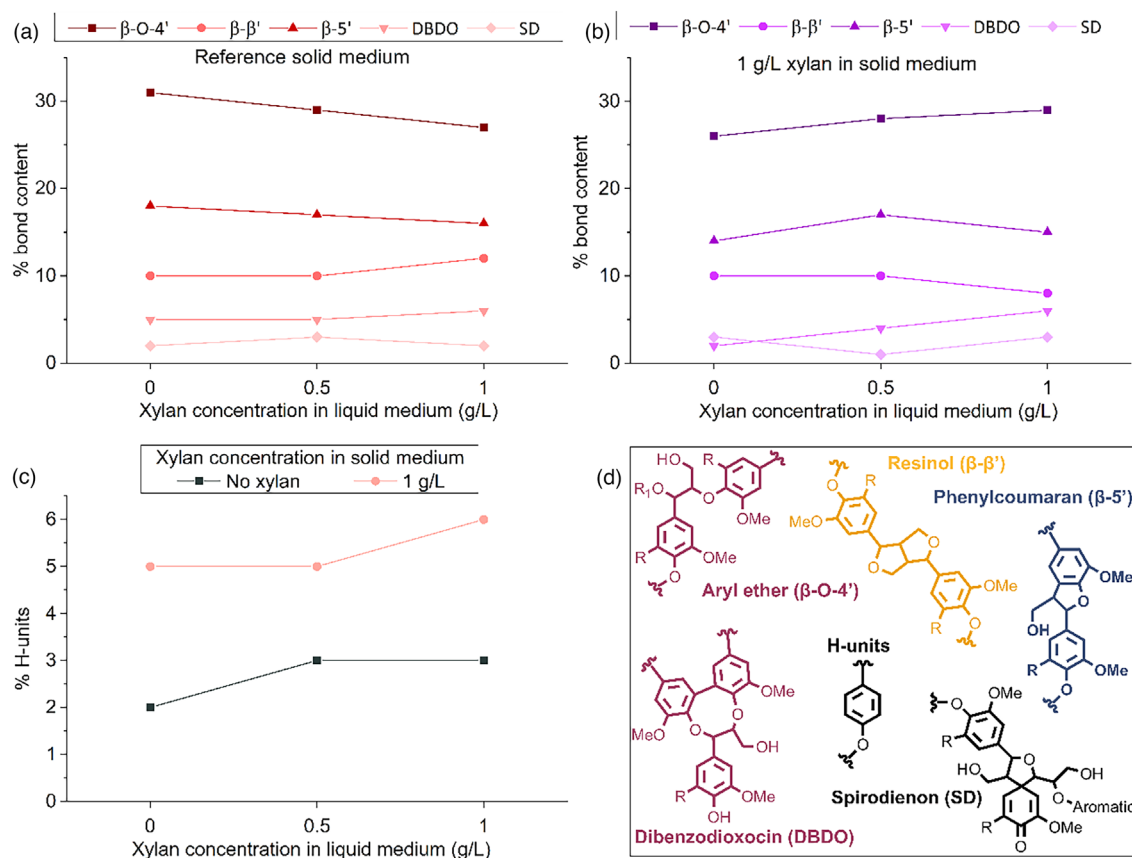 (a)
β-O-4' β-β' β-5' DBDO SD
Reference solid medium
% bond content
30
20
10
0
0 0.5 1
Xylan concentration in liquid medium (g/L)
(b)
β-O-4' β-β' β-5' DBDO SD
1 g/L xylan in solid medium
% bond content
30
20
10
0
0 0.5 1
Xylan concentration in liquid medium (g/L)
(c)
Xylan concentration in solid medium
No xylan 1 g/L
% H-units
6
5
4
3
2
1
0
0 0.5 1
Xylan concentration in liquid medium (g/L)
(d)
HO R
R₁O O OMe
R OMe
O
Aryl ether (β-O-4')
Resinol (β-β')
O R
MeO O
O OMe
R O
Phenylcoumaran (β-5')
OMe
O
OH
R OMe
O
OMe
O
MeO O OH
R OMe
OH
Dibenzodioxocin (DBDO)
H-units
O
O OMe
R O
HO OH
O Aromatic
R OMe
O
Spirodienon (SD)